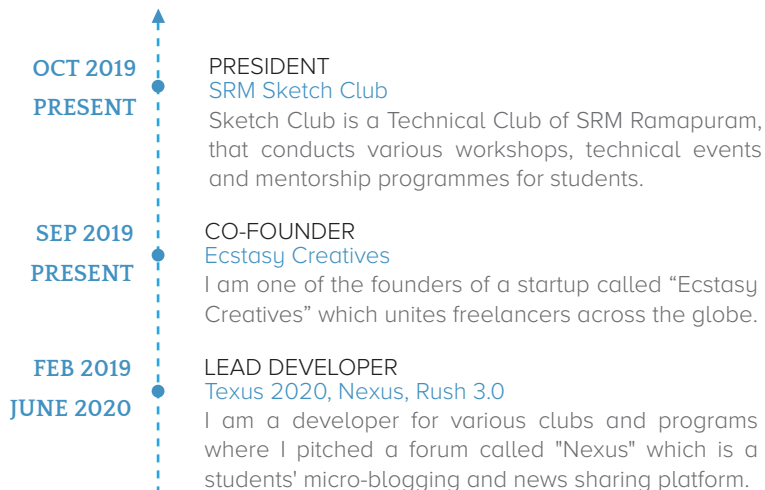 OCT 2019
PRESENT
PRESIDENT
SRM Sketch Club
Sketch Club is a Technical Club of SRM Ramapuram,
that conducts various workshops, technical events
and mentorship programmes for students.
SEP 2019
PRESENT
CO-FOUNDER
Ecstasy Creatives
I am one of the founders of a startup called “Ecstasy
Creatives” which unites freelancers across the globe.
FEB 2019
JUNE 2020
LEAD DEVELOPER
Texus 2020, Nexus, Rush 3.0
I am a developer for various clubs and programs
where I pitched a forum called "Nexus" which is a
students' micro-blogging and news sharing platform.